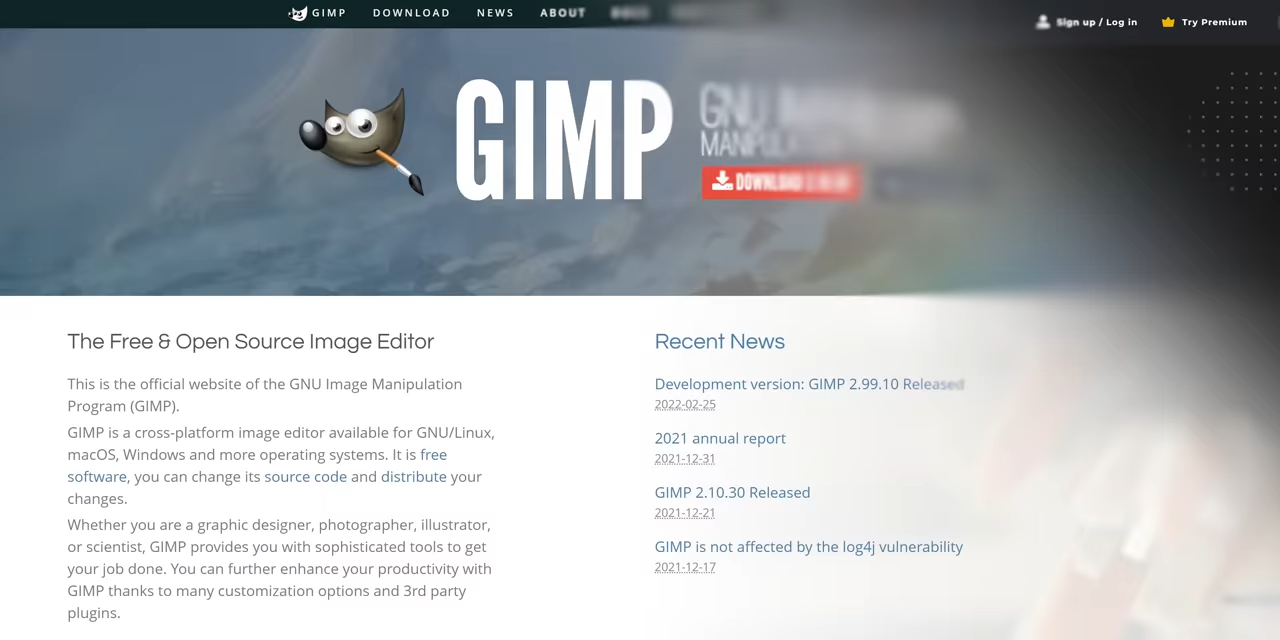 GIMP DOWNLOAD NEWS ABOUT
Sign up / Log in Try Premium
GIMP
GNU
DOWNLOAD
The Free & Open Source Image Editor
This is the official website of the GNU Image Manipulation
Program (GIMP).
GIMP is a cross-platform image editor available for GNU/Linux,
macOS, Windows and more operating systems. It is free
software, you can change its source code and distribute your
changes.
Whether you are a graphic designer, photographer, illustrator,
or scientist, GIMP provides you with sophisticated tools to get
your job done. You can further enhance your productivity with
GIMP thanks to many customization options and 3rd party
plugins.
Recent News
Development version: GIMP 2.99.10 Released
2022-02-25
2021 annual report
2021-12-31
GIMP 2.10.30 Released
2021-12-21
GIMP is not affected by the log4j vulnerability
2021-12-17